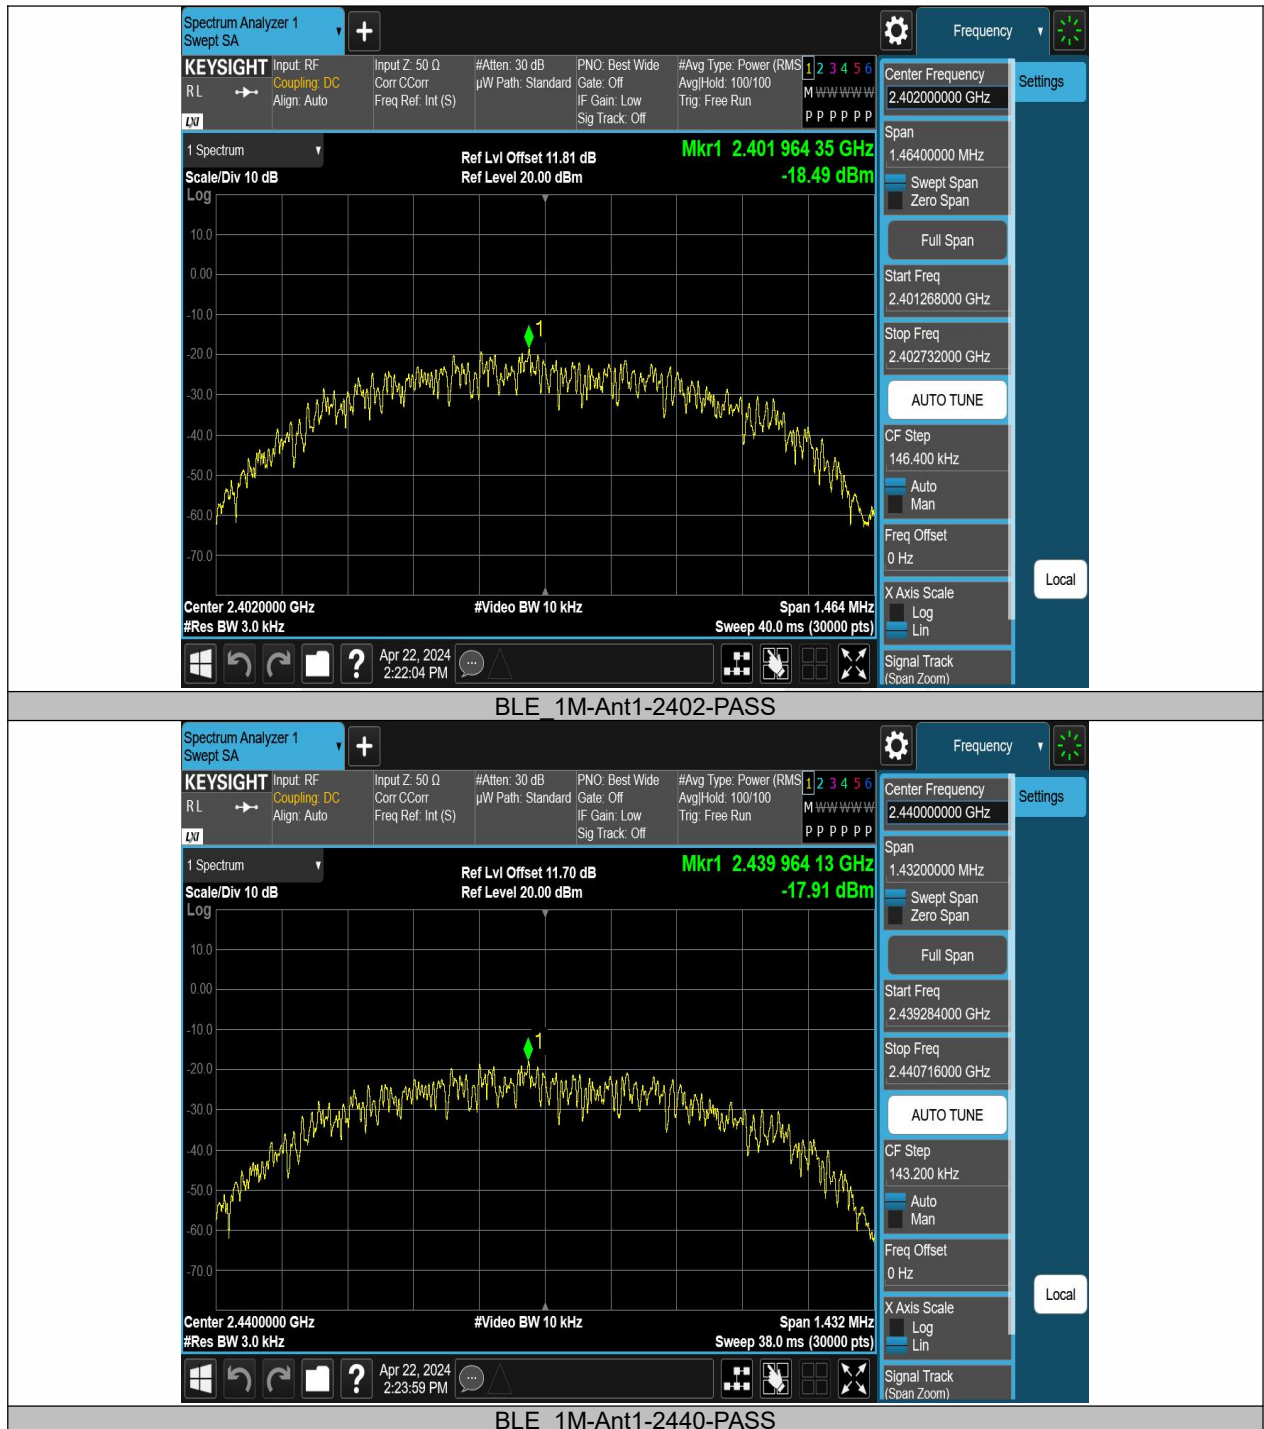 Spectrum Analyzer 1
Swept SA
+
Frequency
KEYSIGHT
RL
LXI
Input: RF
Coupling: DC
Align: Auto
Input Z: 50 Ω
Corr CCorr
Freq Ref: Int (S)
#Atten: 30 dB
µW Path: Standard
PNO: Best Wide
Gate: Off
IF Gain: Low
Sig Track: Off
#Avg Type: Power (RMS
Avg|Hold: 100/100
Trig: Free Run
1 2 3 4 5 6
M W W W W W
P P P P P P
1 Spectrum
Scale/Div 10 dB
Ref Lvl Offset 11.81 dB
Ref Level 20.00 dBm
Mkr1 2.401 964 35 GHz
-18.49 dBm
Log
10.0
0.00
-10.0
-20.0
-30.0
-40.0
-50.0
-60.0
-70.0
1
Center 2.4020000 GHz
#Res BW 3.0 kHz
#Video BW 10 kHz
Span 1.464 MHz
Sweep 40.0 ms (30000 pts)
?
Apr 22, 2024
2:22:04 PM
Center Frequency
2.402000000 GHz
Settings
Span
1.46400000 MHz
Swept Span
Zero Span
Full Span
Start Freq
2.401268000 GHz
Stop Freq
2.402732000 GHz
AUTO TUNE
CF Step
146.400 kHz
Auto
Man
Freq Offset
0 Hz
Local
X Axis Scale
Log
Lin
Signal Track
(Span Zoom)
BLE_1M-Ant1-2402-PASS
Spectrum Analyzer 1
Swept SA
+
Frequency
KEYSIGHT
RL
LXI
Input: RF
Coupling: DC
Align: Auto
Input Z: 50 Ω
Corr CCorr
Freq Ref: Int (S)
#Atten: 30 dB
µW Path: Standard
PNO: Best Wide
Gate: Off
IF Gain: Low
Sig Track: Off
#Avg Type: Power (RMS
Avg|Hold: 100/100
Trig: Free Run
1 2 3 4 5 6
M W W W W W
P P P P P P
1 Spectrum
Scale/Div 10 dB
Ref Lvl Offset 11.70 dB
Ref Level 20.00 dBm
Mkr1 2.439 964 13 GHz
-17.91 dBm
Log
10.0
0.00
-10.0
-20.0
-30.0
-40.0
-50.0
-60.0
-70.0
1
Center 2.4400000 GHz
#Res BW 3.0 kHz
#Video BW 10 kHz
Span 1.432 MHz
Sweep 38.0 ms (30000 pts)
?
Apr 22, 2024
2:23:59 PM
Center Frequency
2.440000000 GHz
Settings
Span
1.43200000 MHz
Swept Span
Zero Span
Full Span
Start Freq
2.439284000 GHz
Stop Freq
2.440716000 GHz
AUTO TUNE
CF Step
143.200 kHz
Auto
Man
Freq Offset
0 Hz
Local
X Axis Scale
Log
Lin
Signal Track
(Span Zoom)
BLE_1M-Ant1-2440-PASS